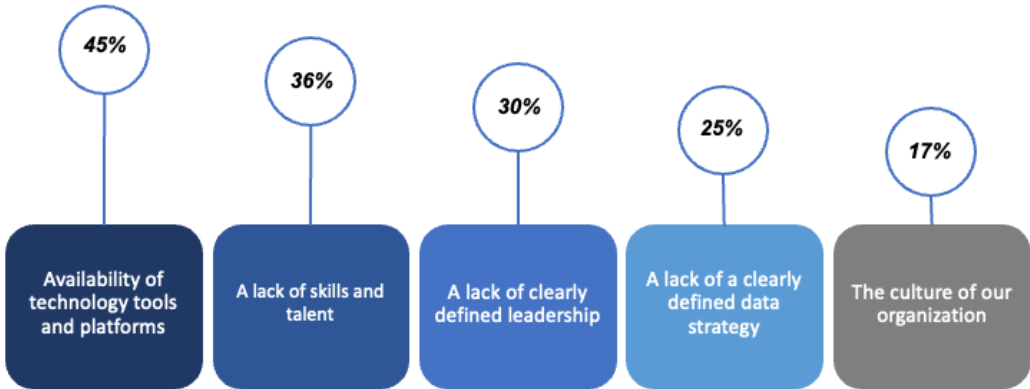 45%
36%
30%
25%
17%
Availability of
technology tools
and platforms
A lack of skills and
talent
A lack of clearly
defined leadership
A lack of a clearly
defined data
strategy
The culture of our
organization